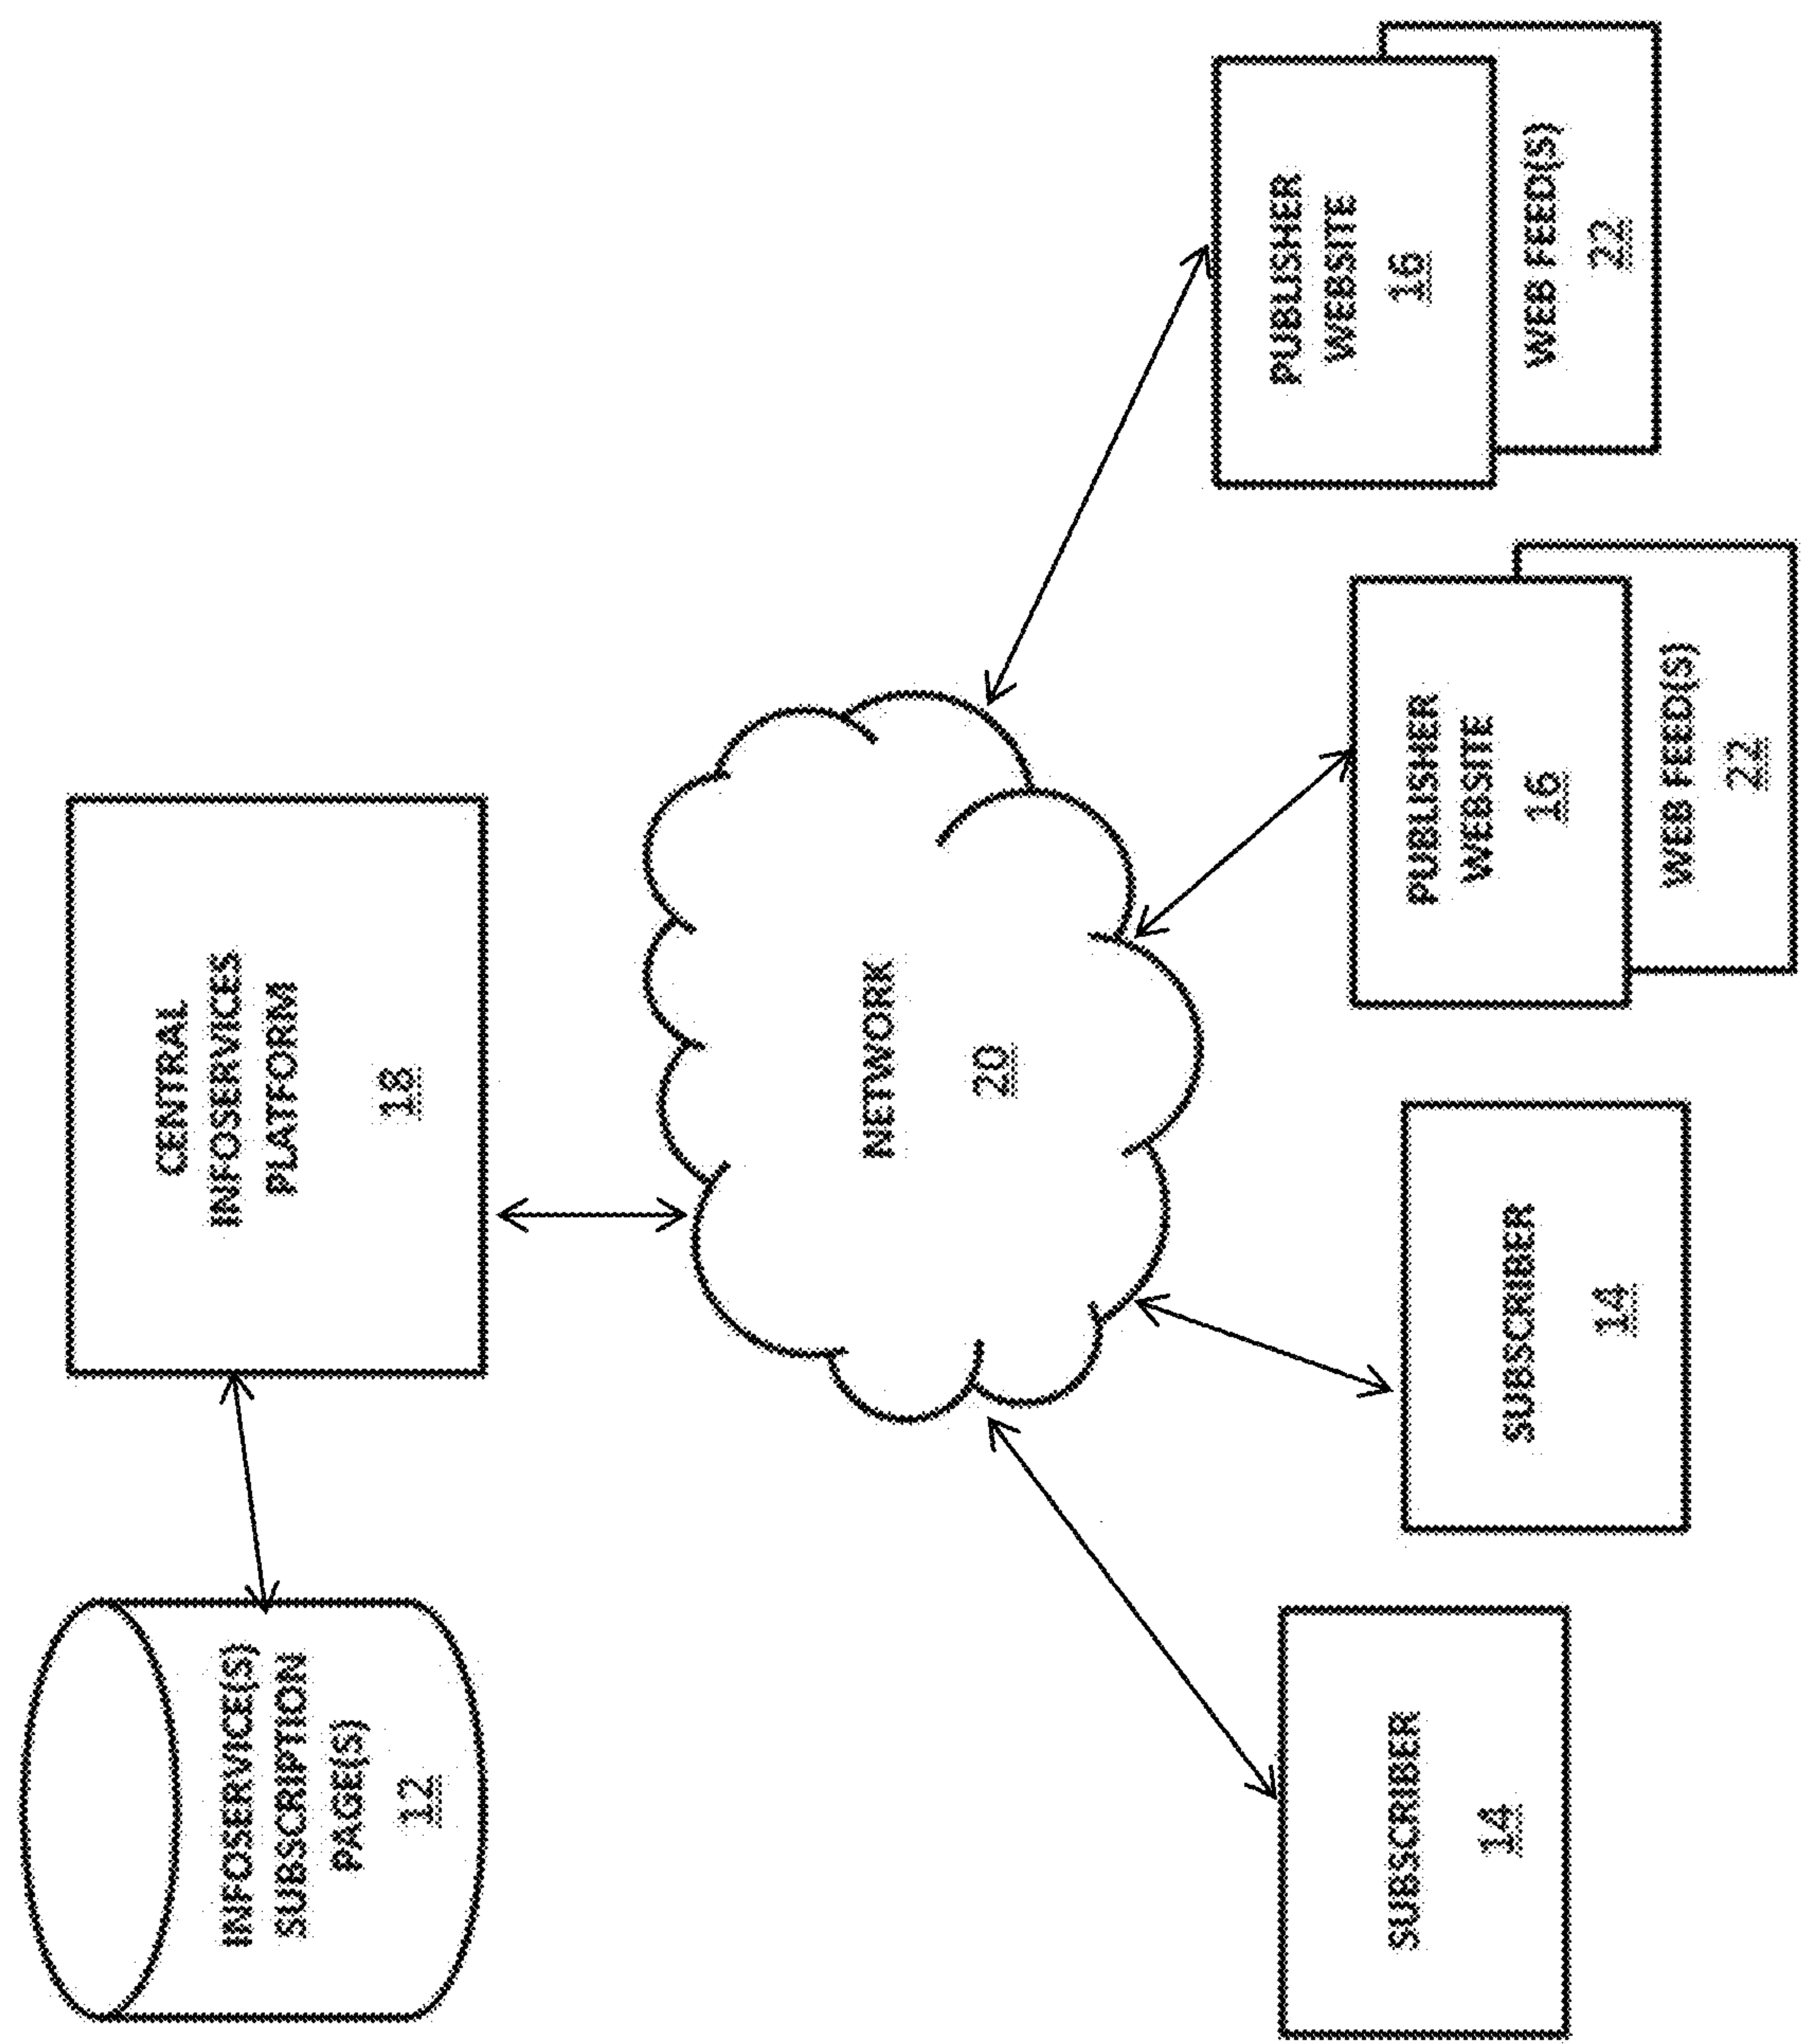 INFOSERVICE(S)
SUBSCRIPTION
PAGE(S)
12
CENTRAL
INFOSERVICES
PLATFORM
18
NETWORK
20
SUBSCRIBER
14
SUBSCRIBER
14
PUBLISHER
WEBSITE
16
WEB FEED(S)
22
PUBLISHER
WEBSITE
16
WEB FEED(S)
22